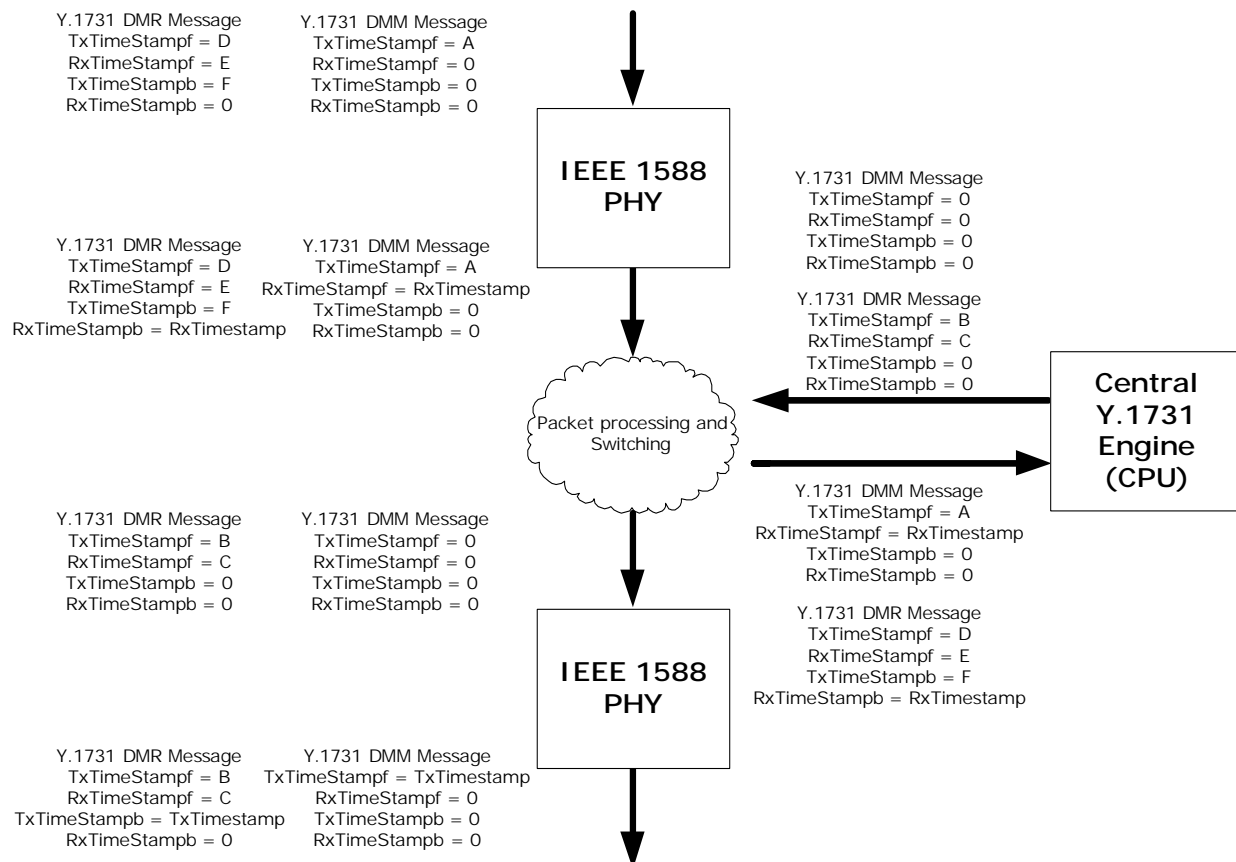 Y.1731 DMR Message
TxTimeStampf = D
RxTimeStampf = E
TxTimeStampb = F
RxTimeStampb = 0
Y.1731 DMM Message
TxTimeStampf = A
RxTimeStampf = 0
TxTimeStampb = 0
RxTimeStampb = 0
IEEE 1588
PHY
Y.1731 DMR Message
TxTimeStampf = D
RxTimeStampf = E
TxTimeStampb = F
RxTimeStampb = RxTimestamp
Y.1731 DMM Message
TxTimeStampf = A
RxTimeStampf = RxTimestamp
TxTimeStampb = 0
RxTimeStampb = 0
Y.1731 DMM Message
TxTimeStampf = 0
RxTimeStampf = 0
TxTimeStampb = 0
RxTimeStampb = 0
Y.1731 DMR Message
TxTimeStampf = B
RxTimeStampf = C
TxTimeStampb = 0
RxTimeStampb = 0
Packet processing and
Switching
Central
Y.1731
Engine
(CPU)
Y.1731 DMM Message
TxTimeStampf = A
RxTimeStampf = RxTimestamp
TxTimeStampb = 0
RxTimeStampb = 0
Y.1731 DMR Message
TxTimeStampf = D
RxTimeStampf = E
TxTimeStampb = F
RxTimeStampb = RxTimestamp
Y.1731 DMR Message
TxTimeStampf = B
RxTimeStampf = C
TxTimeStampb = 0
RxTimeStampb = 0
Y.1731 DMM Message
TxTimeStampf = 0
RxTimeStampf = 0
TxTimeStampb = 0
RxTimeStampb = 0
IEEE 1588
PHY
Y.1731 DMR Message
TxTimeStampf = B
RxTimeStampf = C
TxTimeStampb = TxTimestamp
RxTimeStampb = 0
Y.1731 DMM Message
TxTimeStampf = TxTimestamp
RxTimeStampf = 0
TxTimeStampb = 0
RxTimeStampb = 0